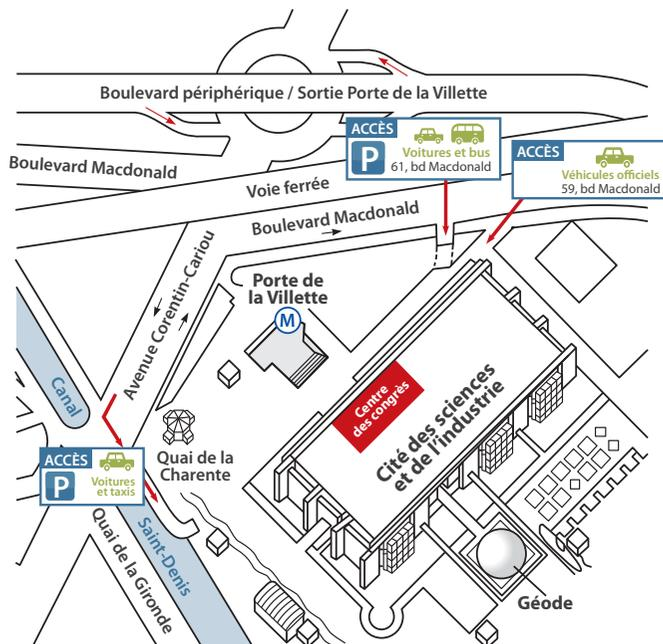 Boulevard périphérique / Sortie Porte de la Villette
ACCÈS
P
Voitures et bus
61, bd Macdonald
ACCÈS
Véhicules officiels
59, bd Macdonald
Boulevard Macdonald
Voie ferrée
Boulevard Macdonald
Avenue Corentin-Cariou
Porte de
la Villette
M
Centre
des congrès
Cité des sciences
et de l'industrie
Canal
ACCÈS
P
Voitures
et taxis
Quai de la
Charente
Quai de la Gironde
Saint-Denis
Géode